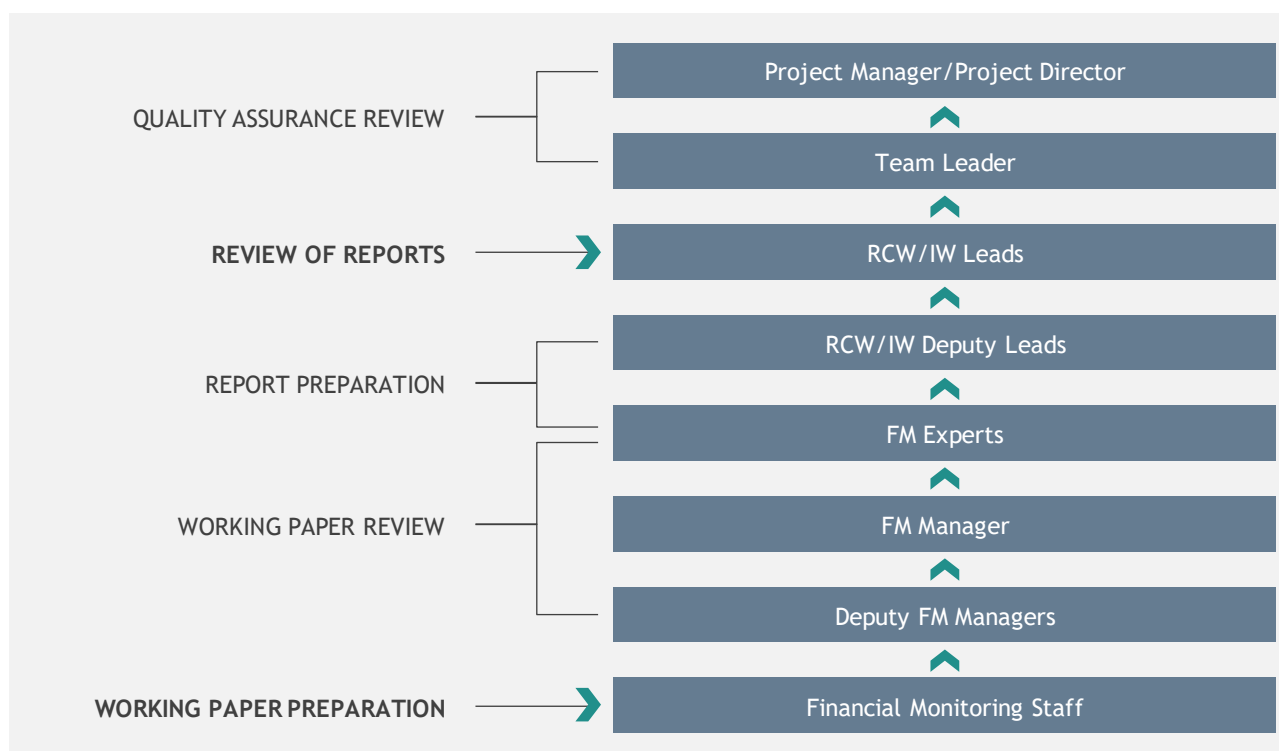 Project Manager/Project Director
QUALITY ASSURANCE REVIEW
Team Leader
REVIEW OF REPORTS
RCW/IW Leads
RCW/IW Deputy Leads
REPORT PREPARATION
FM Experts
WORKING PAPER REVIEW
FM Manager
Deputy FM Managers
WORKING PAPER PREPARATION
Financial Monitoring Staff